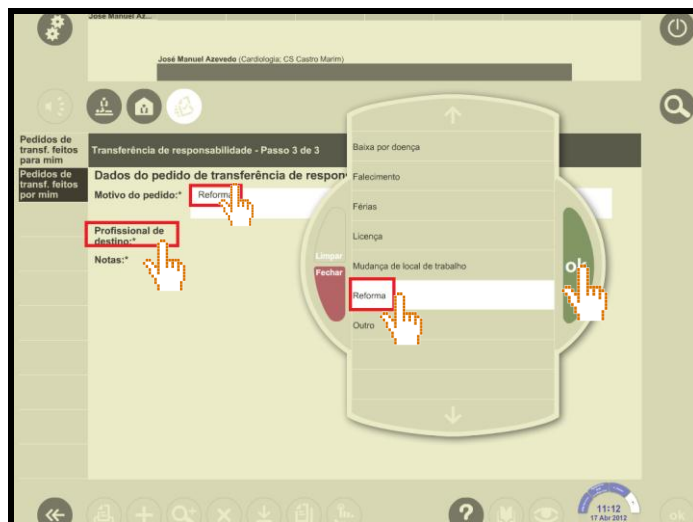 José Manuel Az...
José Manuel Azevedo (Cardiologia; CS Castro Marim)
Pedidos de
transf. feitos
para mim
Pedidos de
transf. feitos
por mim
Transferência de responsabilidade - Passo 3 de 3
Dados do pedido de transferência de respon
Motivo do pedido:* Reforma
Profissional de
destino:*
Notas:*
Limpar
Fechar
Baixa por doença
Falecimento
Férias
Licença
Mudança de local de trabalho
Reforma
Outro
ok
11:12
17 Abr 2012
ok